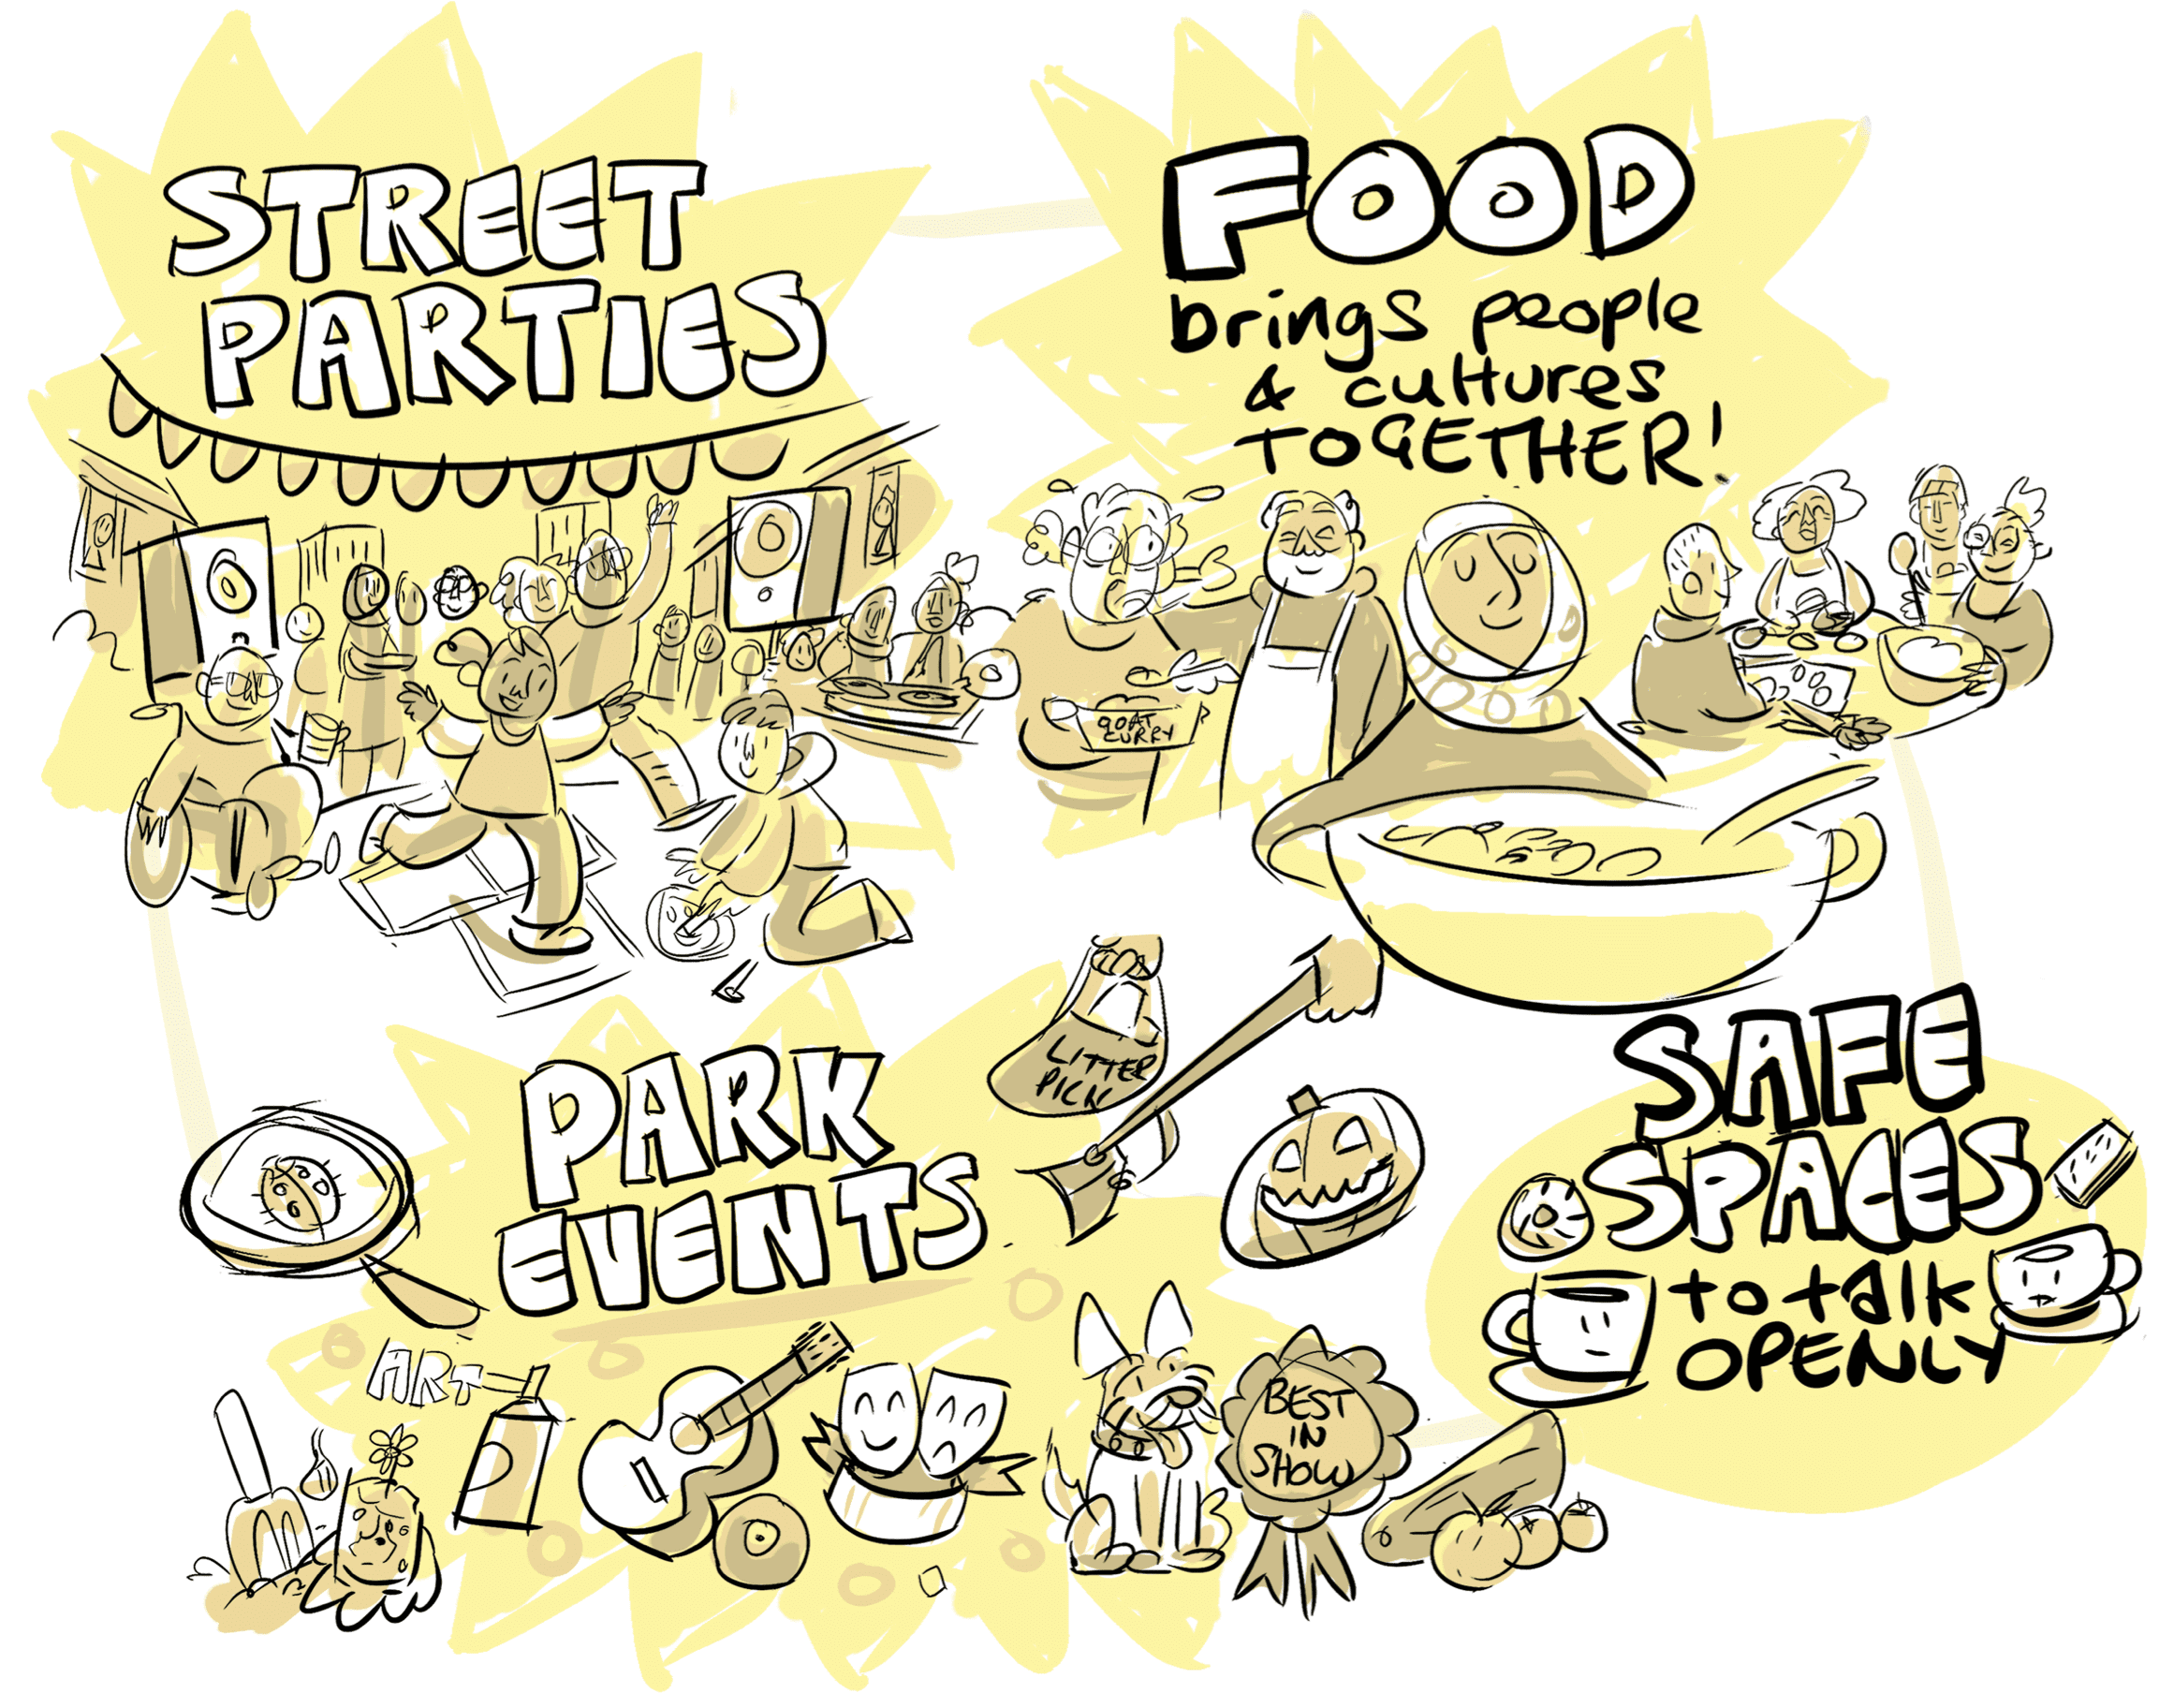 STREET
PARTIES
FOOD
brings people
& cultures
TOGETHER!
GOAT
CURRY
LITTER
PICK
PARK
EVENTS
SAFE
SPACES
to talk
OPENLY
ART
BEST
IN
SHOW